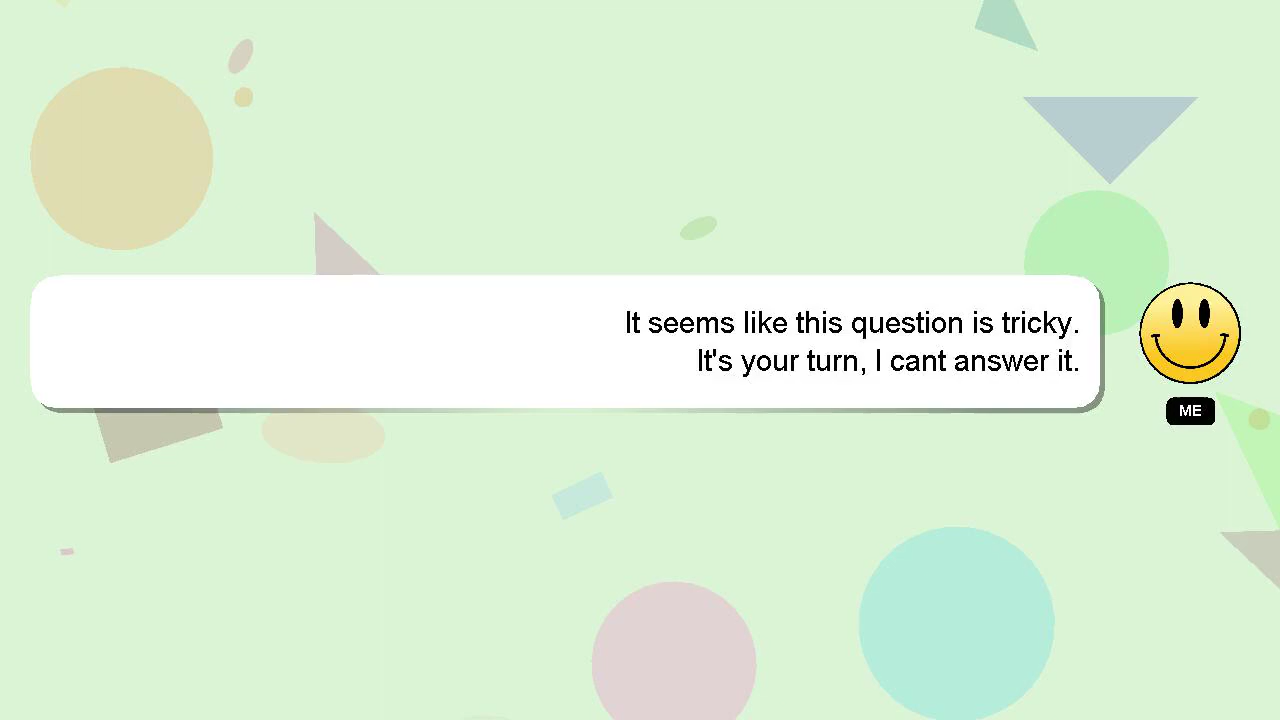 It seems like this question is tricky.
It's your turn, I cant answer it.
ME